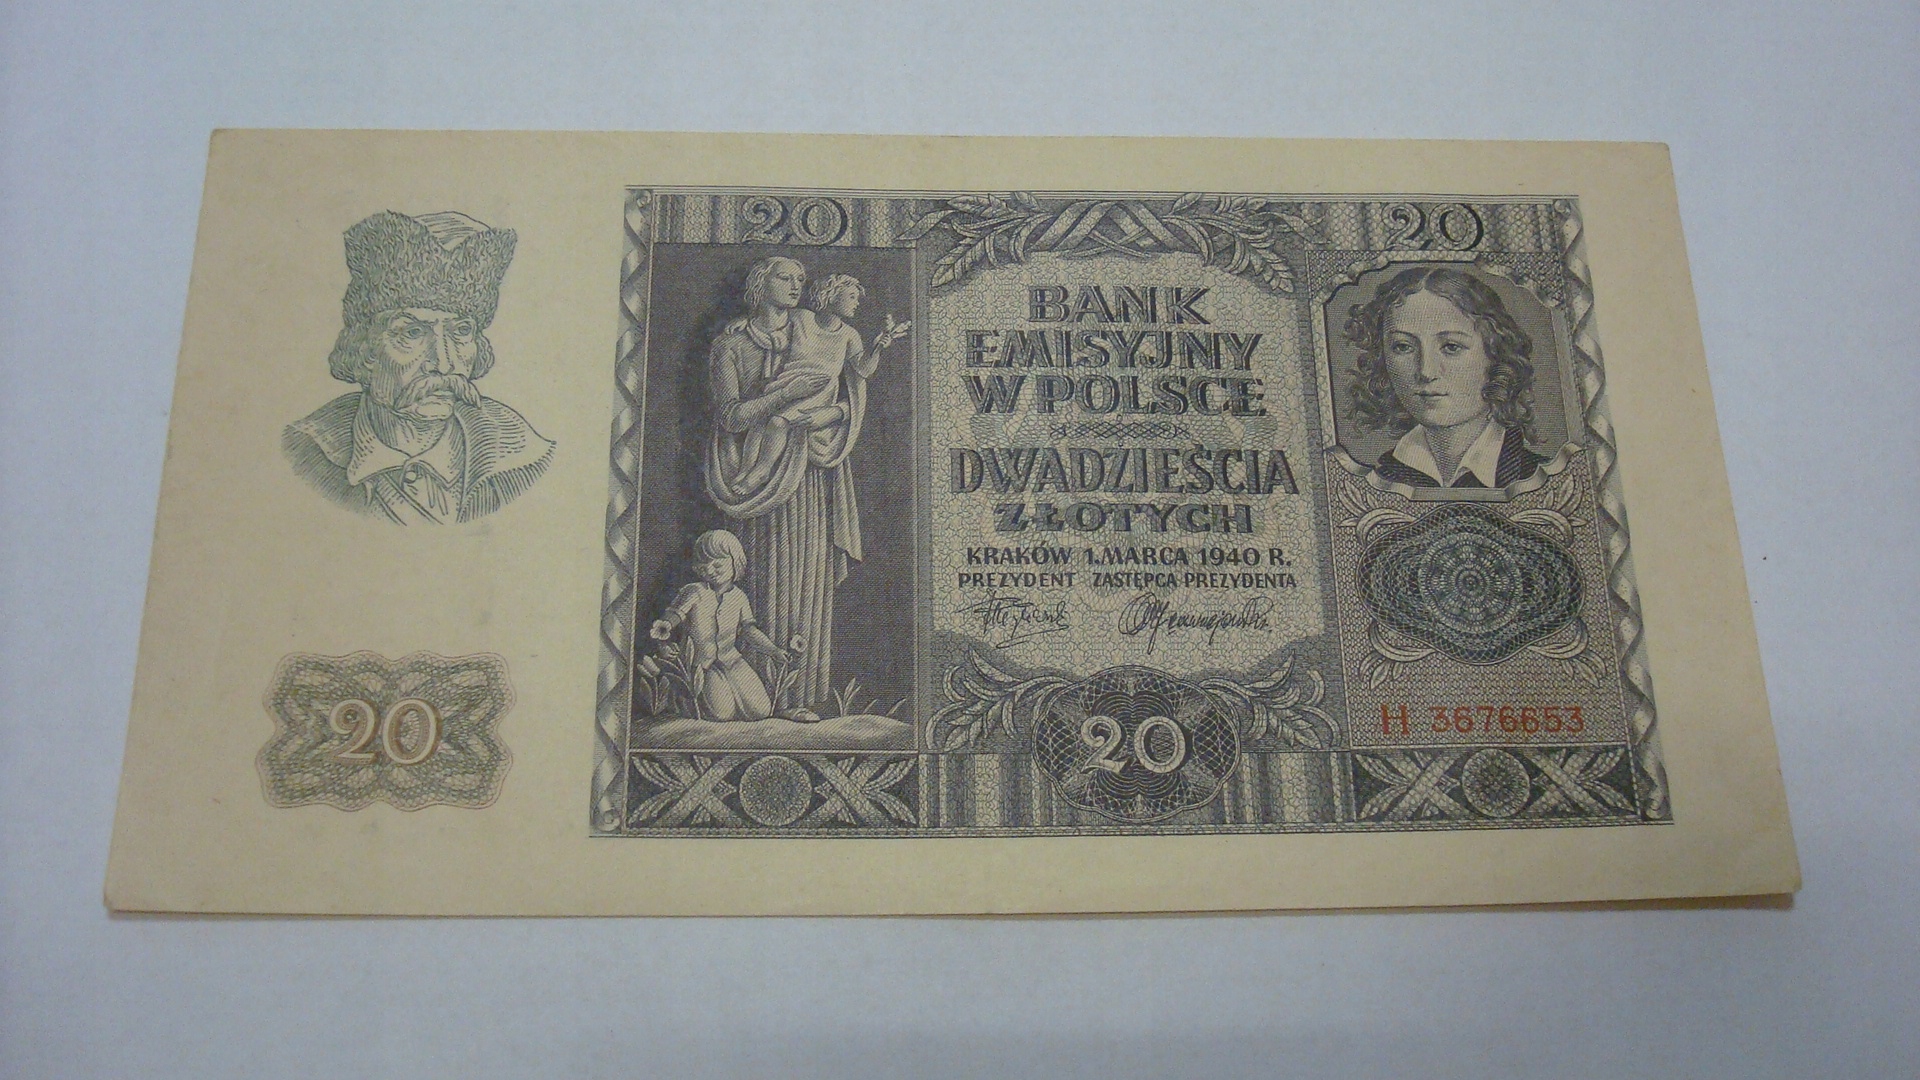 20 20
BANK
EMISYJNY
W POLSCE
DWADZIEŚCIA
ZŁOTYCH
KRAKÓW 1. MARCA 1940 R.
PREZYDENT ZASTĘPCA PREZYDENTA
H 3676653
20
20